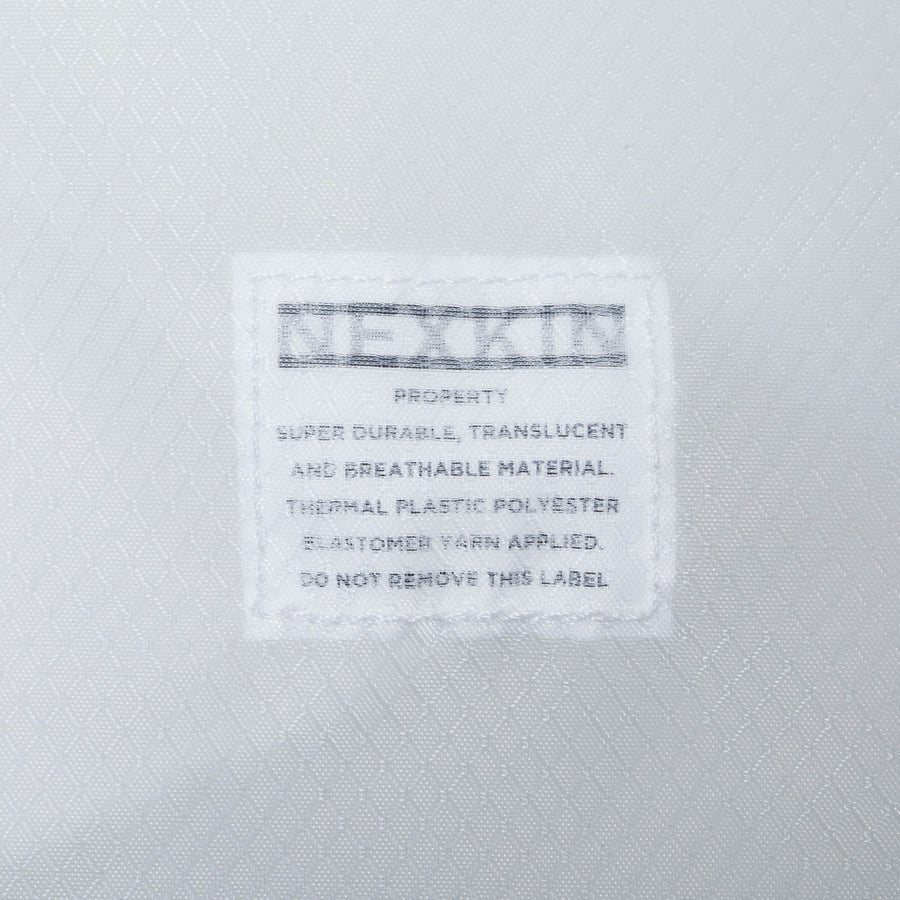 NEXKIN
PROPERTY
SUPER DURABLE, TRANSLUCENT
AND BREATHABLE MATERIAL.
THERMAL PLASTIC POLYESTER
ELASTOMER YARN APPLIED.
DO NOT REMOVE THIS LABEL